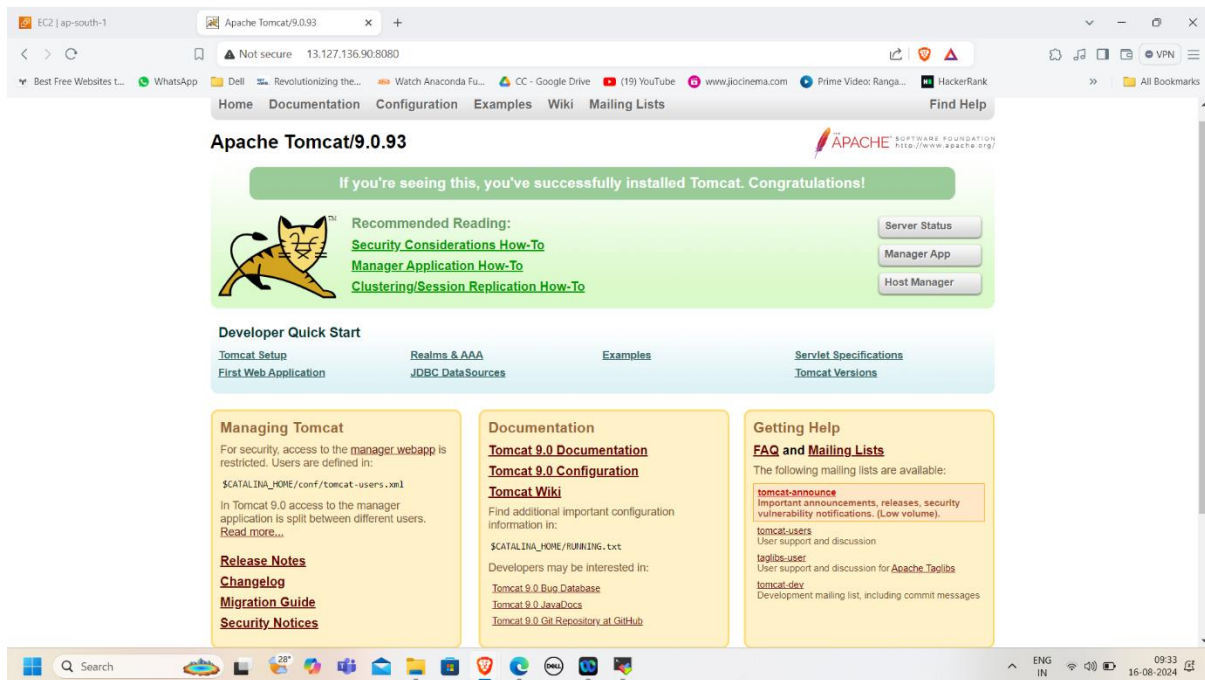 EC2 | ap-south-1
Apache Tomcat/9.0.93
Not secure 13.127.136.90:8080
VPN
Best Free Websites t... WhatsApp Dell Revolutionizing the... Watch Anaconda Fu... CC - Google Drive (19) YouTube www.jiocinema.com Prime Video: Ranga... HackerRank » All Bookmarks
Home Documentation Configuration Examples Wiki Mailing Lists Find Help
Apache Tomcat/9.0.93
THE APACHE SOFTWARE FOUNDATION
http://www.apache.org/
If you're seeing this, you've successfully installed Tomcat. Congratulations!
TM
Recommended Reading:
Security Considerations How-To
Manager Application How-To
Clustering/Session Replication How-To
Server Status
Manager App
Host Manager
Developer Quick Start
Tomcat Setup
First Web Application
Realms & AAA
JDBC DataSources
Examples
Servlet Specifications
Tomcat Versions
Managing Tomcat
For security, access to the manager webapp is
restricted. Users are defined in:
$CATALINA_HOME/conf/tomcat-users.xml
In Tomcat 9.0 access to the manager
application is split between different users.
Read more...
Release Notes
Changelog
Migration Guide
Security Notices
Documentation
Tomcat 9.0 Documentation
Tomcat 9.0 Configuration
Tomcat Wiki
Find additional important configuration
information in:
$CATALINA_HOME/RUNNING.txt
Developers may be interested in:
Tomcat 9.0 Bug Database
Tomcat 9.0 JavaDocs
Tomcat 9.0 Git Repository at GitHub
Getting Help
FAQ and Mailing Lists
The following mailing lists are available:
tomcat-announce
Important announcements, releases, security
vulnerability notifications. (Low volume).
tomcat-users
User support and discussion
taglibs-user
User support and discussion for Apache Taglibs
tomcat-dev
Development mailing list, including commit messages
Search
28°
DELL
ENG
IN
09:33
16-08-2024